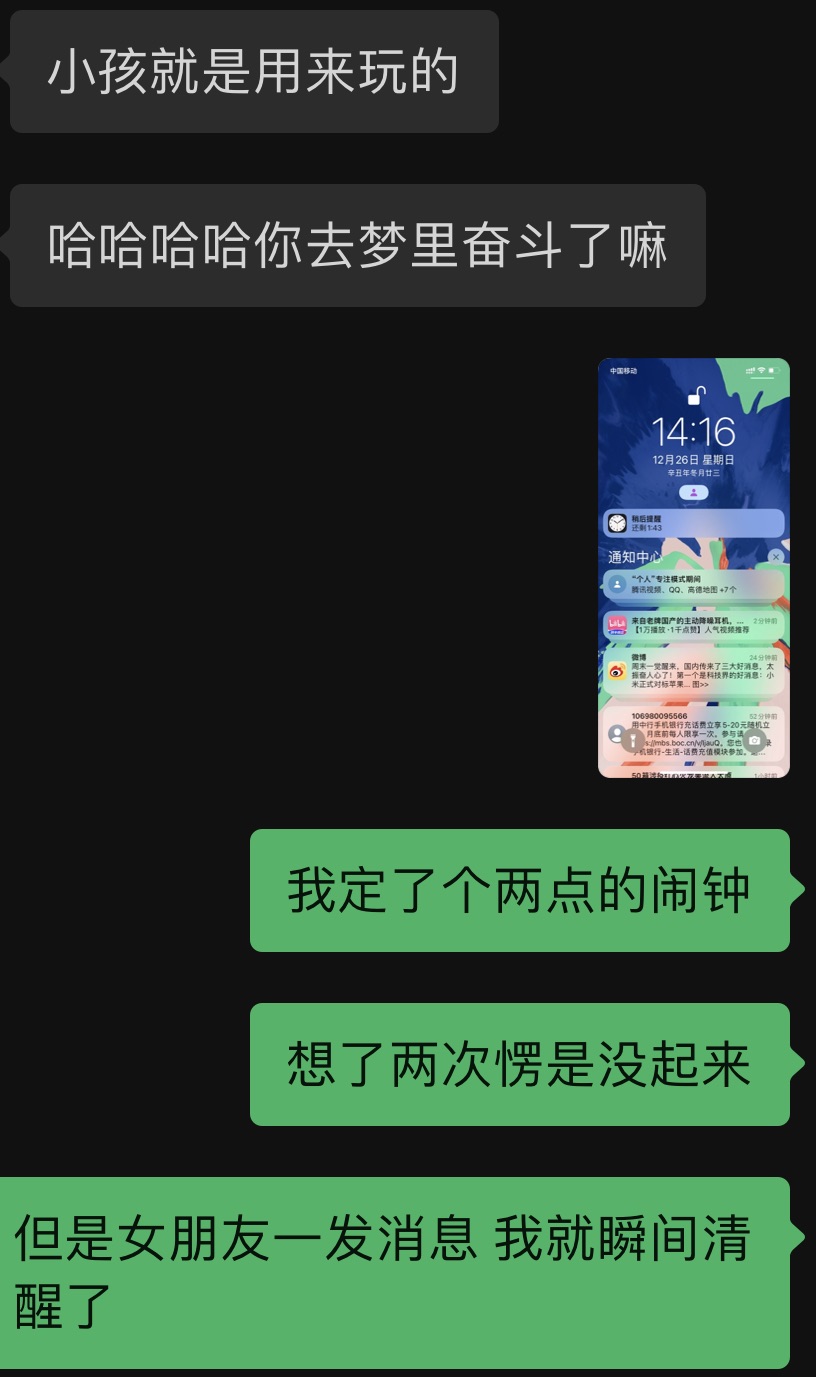 小孩就是用来玩的
哈哈哈哈你去梦里奋斗了嘛
中国移动
14:16
12月26日 星期日
辛丑年冬月廿三
稍后提醒
还剩1:43
通知中心
“个人”专注模式期间
腾讯视频、QQ、高德地图 +7个
来自老牌国产的主动降噪耳机，... 2分钟前
【1万播放·1千点赞】人气视频推荐
微博 24分钟前
周末一觉醒来，国内传来了三大好消息，太
振奋人心了！第一个是科技界的好消息：小
米正式对标苹果... 图>>
106980095566 52分钟前
用中行手机银行充话费立享5-20元随机立
月底前每人限享一次，参与请
s://mbs.boc.cn/v/ijauQ，您也 录
手机银行-生活-话费充值模块参加。
1小时前
我定了个两点的闹钟
想了两次愣是没起来
但是女朋友一发消息 我就瞬间清
醒了